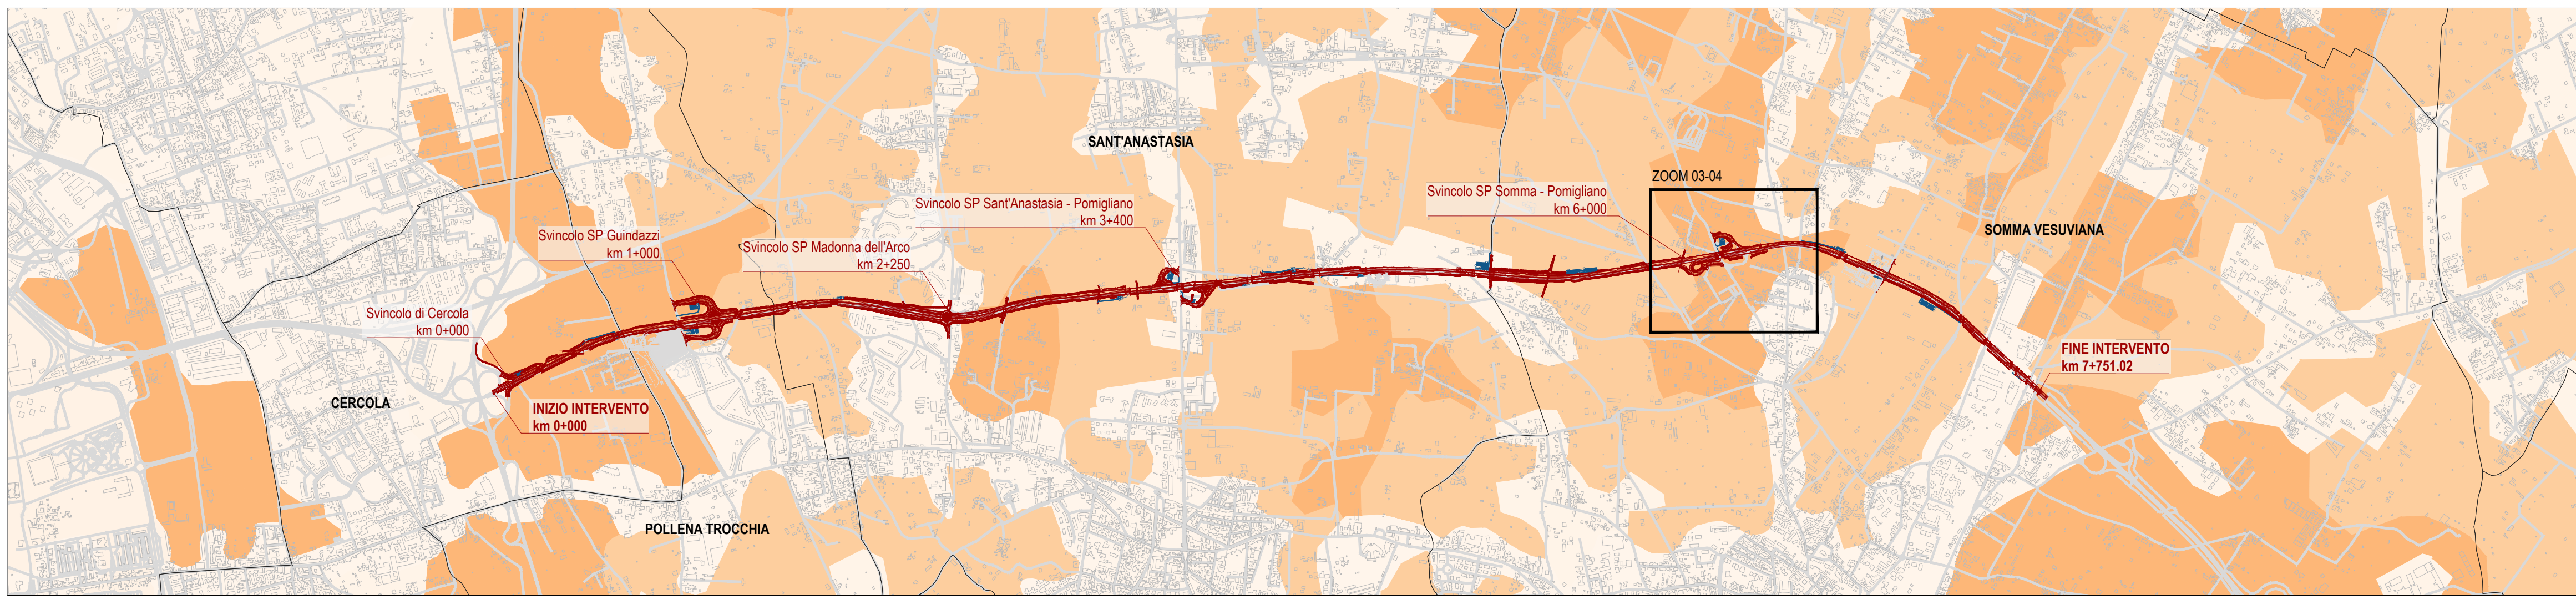 SANT'ANASTASIA
ZOOM 03-04
Svincolo SP Somma - Pomigliano
km 6+000
Svincolo SP Sant'Anastasia - Pomigliano
km 3+400
SOMMA VESUVIANA
Svincolo SP Guindazzi
km 1+000
Svincolo SP Madonna dell'Arco
km 2+250
Svincolo di Cercola
km 0+000
FINE INTERVENTO
km 7+751.02
CERCOLA
INIZIO INTERVENTO
km 0+000
POLLENA TROCCHIA